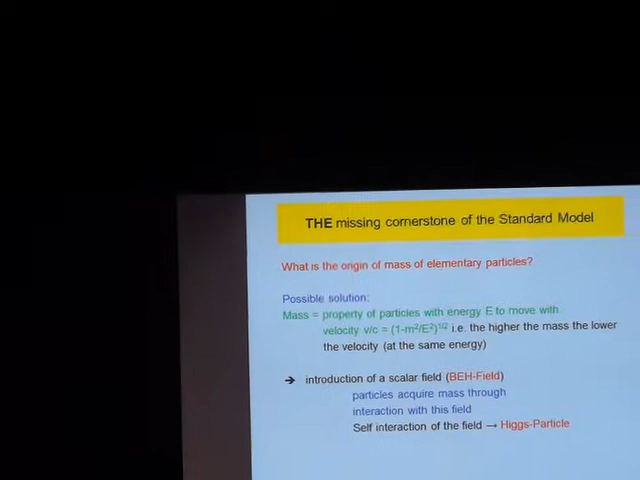 THE missing cornerstone of the Standard Model
What is the origin of mass of elementary particles?
Possible solution:
Mass = property of particles with energy E to move with
velocity v/c = (1-m²/E²)¹/² i.e. the higher the mass the lower
the velocity (at the same energy)
➔ introduction of a scalar field (BEH-Field)
particles acquire mass through
interaction with this field
Self interaction of the field → Higgs-Particle